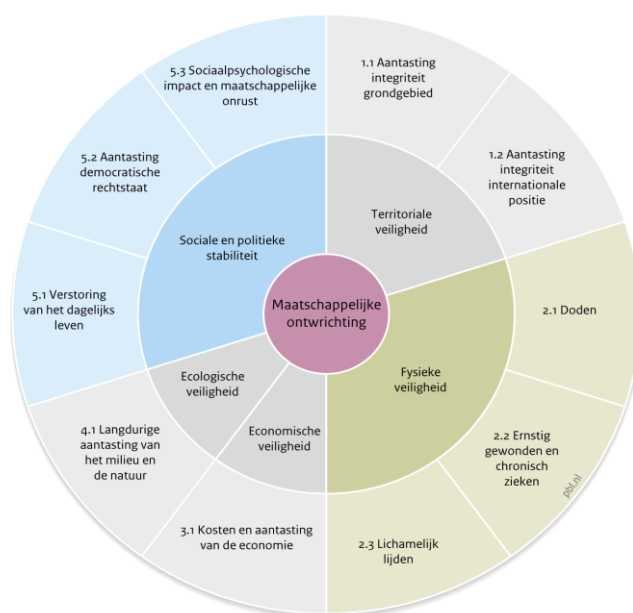 5.3 Sociaalpsychologische
impact en maatschappelijke
onrust
1.1 Aantasting
integriteit
grondgebied
5.2 Aantasting
democratische
rechtstaat
1.2 Aantasting
integriteit
internationale
positie
Sociale en politieke
stabiliteit
Territoriale
veiligheid
5.1 Verstoring
van het dagelijks
leven
Maatschappelijke
ontwrichting
2.1 Doden
Ecologische
veiligheid
Fysieke
veiligheid
4.1 Langdurige
aantasting van
het milieu en
de natuur
Economische
veiligheid
2.2 Ernstig
gewonden en
chronisch
zieken
3.1 Kosten en aantasting
van de economie
2.3 Lichamelijk
lijden
pbl.nl